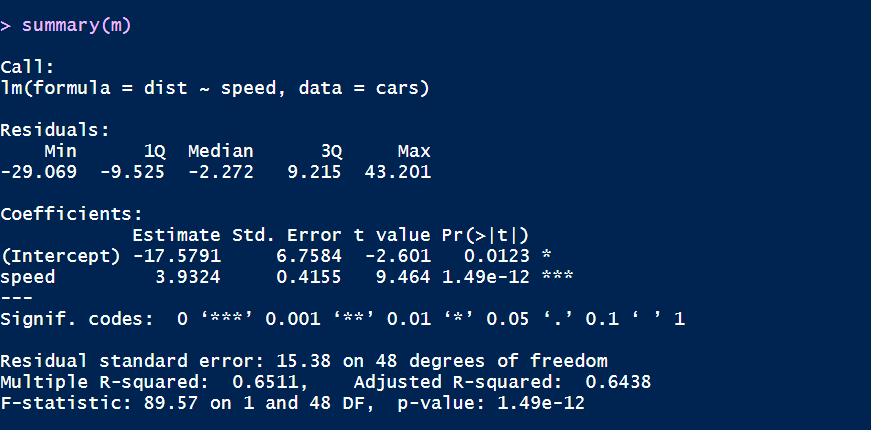 > summary(m)
Call:
lm(formula = dist ~ speed, data = cars)
Residuals:
    Min      1Q  Median      3Q     Max
-29.069  -9.525  -2.272   9.215  43.201
Coefficients:
            Estimate Std. Error t value Pr(>|t|)
(Intercept) -17.5791     6.7584  -2.601   0.0123 *
speed         3.9324     0.4155   9.464 1.49e-12 ***
---
Signif. codes:  0 ‘***’ 0.001 ‘**’ 0.01 ‘*’ 0.05 ‘.’ 0.1 ‘ ’ 1
Residual standard error: 15.38 on 48 degrees of freedom
Multiple R-squared:  0.6511,    Adjusted R-squared:  0.6438
F-statistic: 89.57 on 1 and 48 DF,  p-value: 1.49e-12